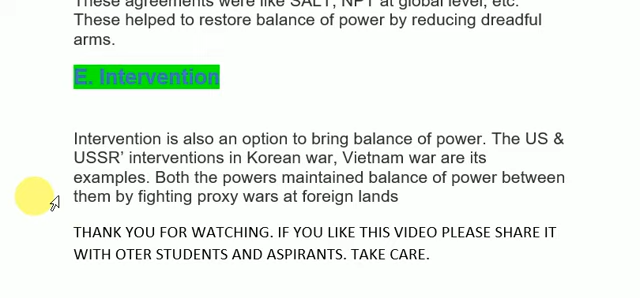 These agreements were like SALT, NPT at global level, etc.
These helped to restore balance of power by reducing dreadful
arms.
E. Intervention
Intervention is also an option to bring balance of power. The US &
USSR’ interventions in Korean war, Vietnam war are its
examples. Both the powers maintained balance of power between
them by fighting proxy wars at foreign lands
THANK YOU FOR WATCHING. IF YOU LIKE THIS VIDEO PLEASE SHARE IT
WITH OTER STUDENTS AND ASPIRANTS. TAKE CARE.